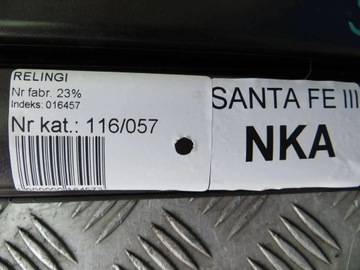 RELINGI
Nr fabr. 23%
Indeks: 016457
Nr kat.: 116/057
SANTA FE III
NKA